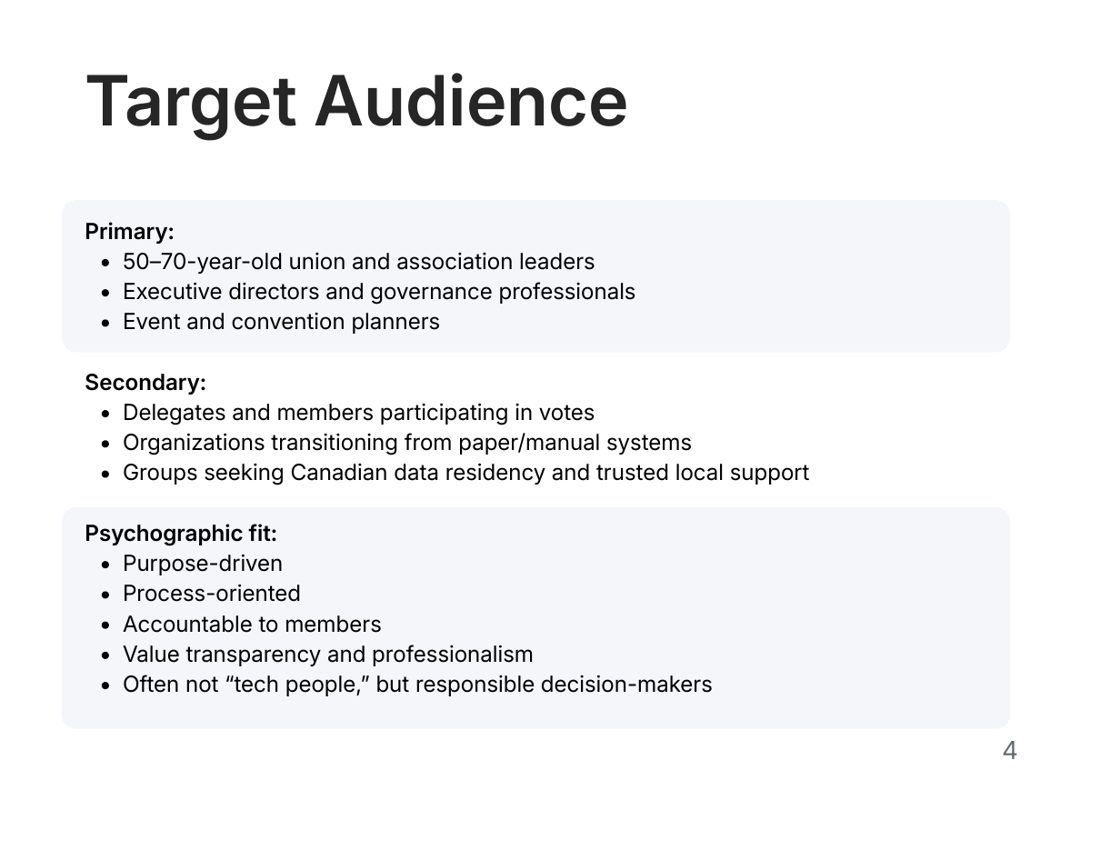 Target Audience
Primary:
• 50–70-year-old union and association leaders
• Executive directors and governance professionals
• Event and convention planners
Secondary:
• Delegates and members participating in votes
• Organizations transitioning from paper/manual systems
• Groups seeking Canadian data residency and trusted local support
Psychographic fit:
• Purpose-driven
• Process-oriented
• Accountable to members
• Value transparency and professionalism
• Often not “tech people,” but responsible decision-makers
4